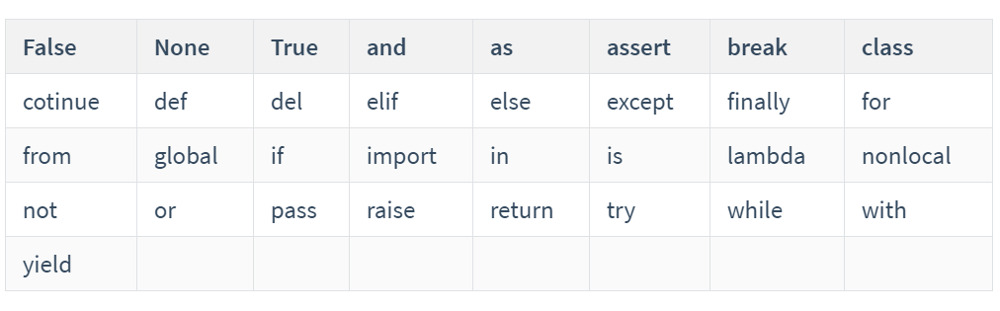 False None True and as assert break class
cotinue def del elif else except finally for
from global if import in is lambda nonlocal
not or pass raise return try while with
yield